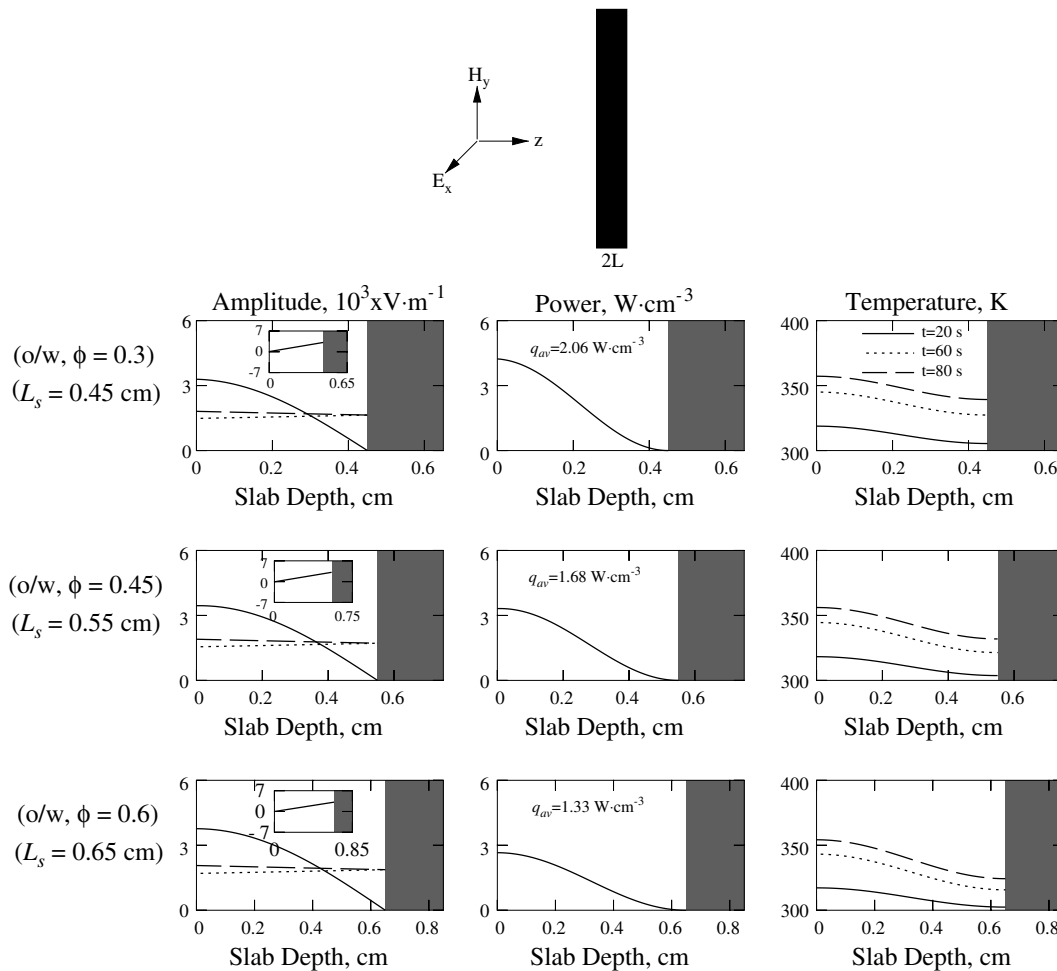 H_y
z
E_x
2L
Amplitude, 10^3xV·m^-1
Power, W·cm^-3
Temperature, K
(o/w, ϕ = 0.3)
(L_s = 0.45 cm)
6
3
0
7
0
-7
0 0.65
0 0.2 0.4 0.6
Slab Depth, cm
q_av=2.06 W·cm^-3
6
3
0
0 0.2 0.4 0.6
Slab Depth, cm
t=20 s
t=60 s
t=80 s
400
350
300
0 0.2 0.4 0.6
Slab Depth, cm
(o/w, ϕ = 0.45)
(L_s = 0.55 cm)
6
3
0
7
0
-7
0 0.75
0 0.2 0.4 0.6
Slab Depth, cm
q_av=1.68 W·cm^-3
6
3
0
0 0.2 0.4 0.6
Slab Depth, cm
400
350
300
0 0.2 0.4 0.6
Slab Depth, cm
(o/w, ϕ = 0.6)
(L_s = 0.65 cm)
6
3
0
7
0
- 7
0 0.85
0 0.2 0.4 0.6 0.8
Slab Depth, cm
q_av=1.33 W·cm^-3
6
3
0
0 0.2 0.4 0.6 0.8
Slab Depth, cm
400
350
300
0 0.2 0.4 0.6 0.8
Slab Depth, cm